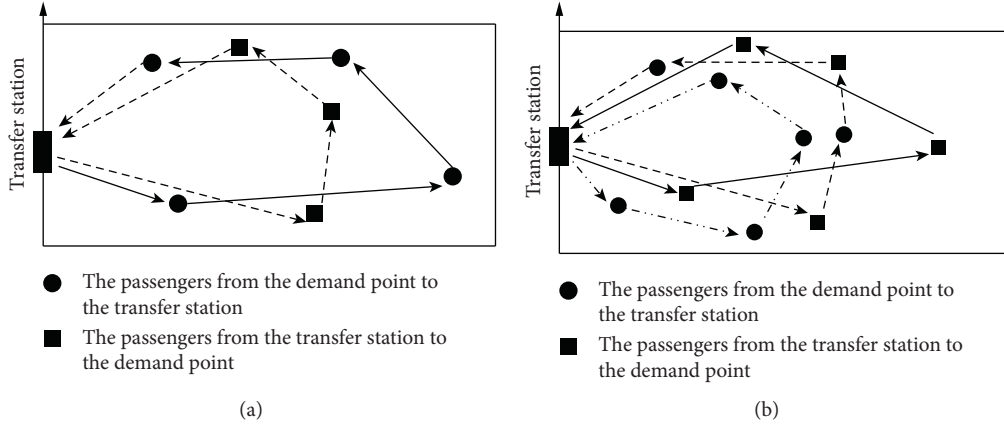 Transfer station
The passengers from the demand point to
the transfer station
The passengers from the transfer station to
the demand point
(a)
Transfer station
The passengers from the demand point to
the transfer station
The passengers from the transfer station to
the demand point
(b)